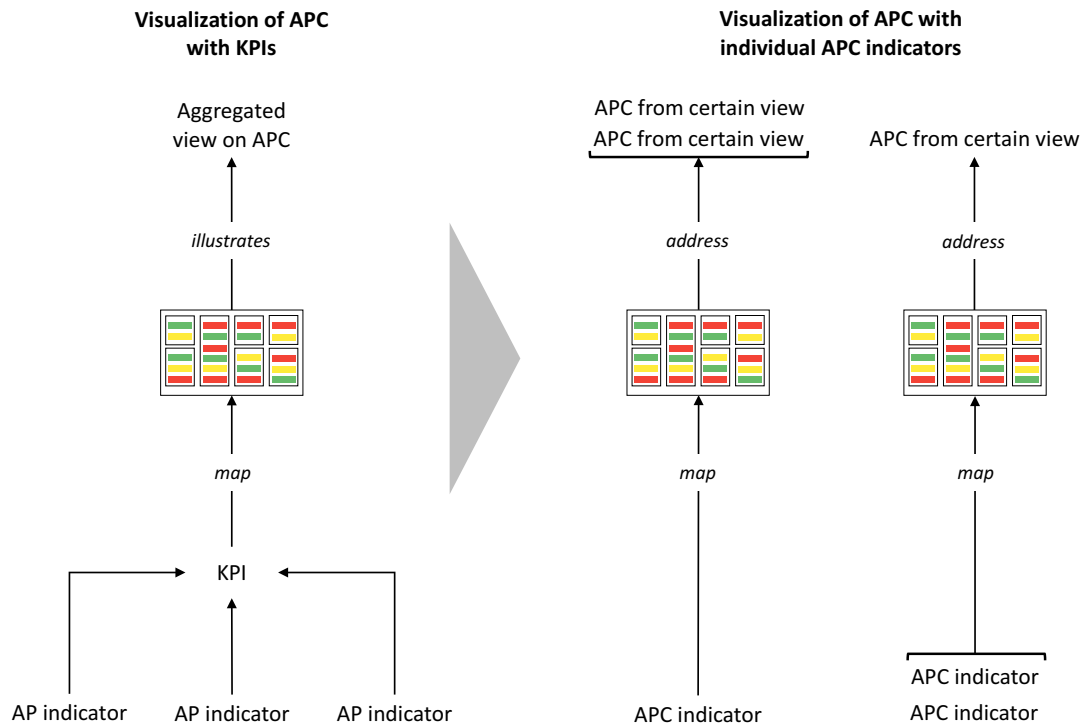 Visualization of APC
with KPIs
Aggregated
view on APC
illustrates
map
KPI
AP indicator
AP indicator
AP indicator
Visualization of APC with
individual APC indicators
APC from certain view
APC from certain view
address
map
APC indicator
APC from certain view
address
map
APC indicator
APC indicator